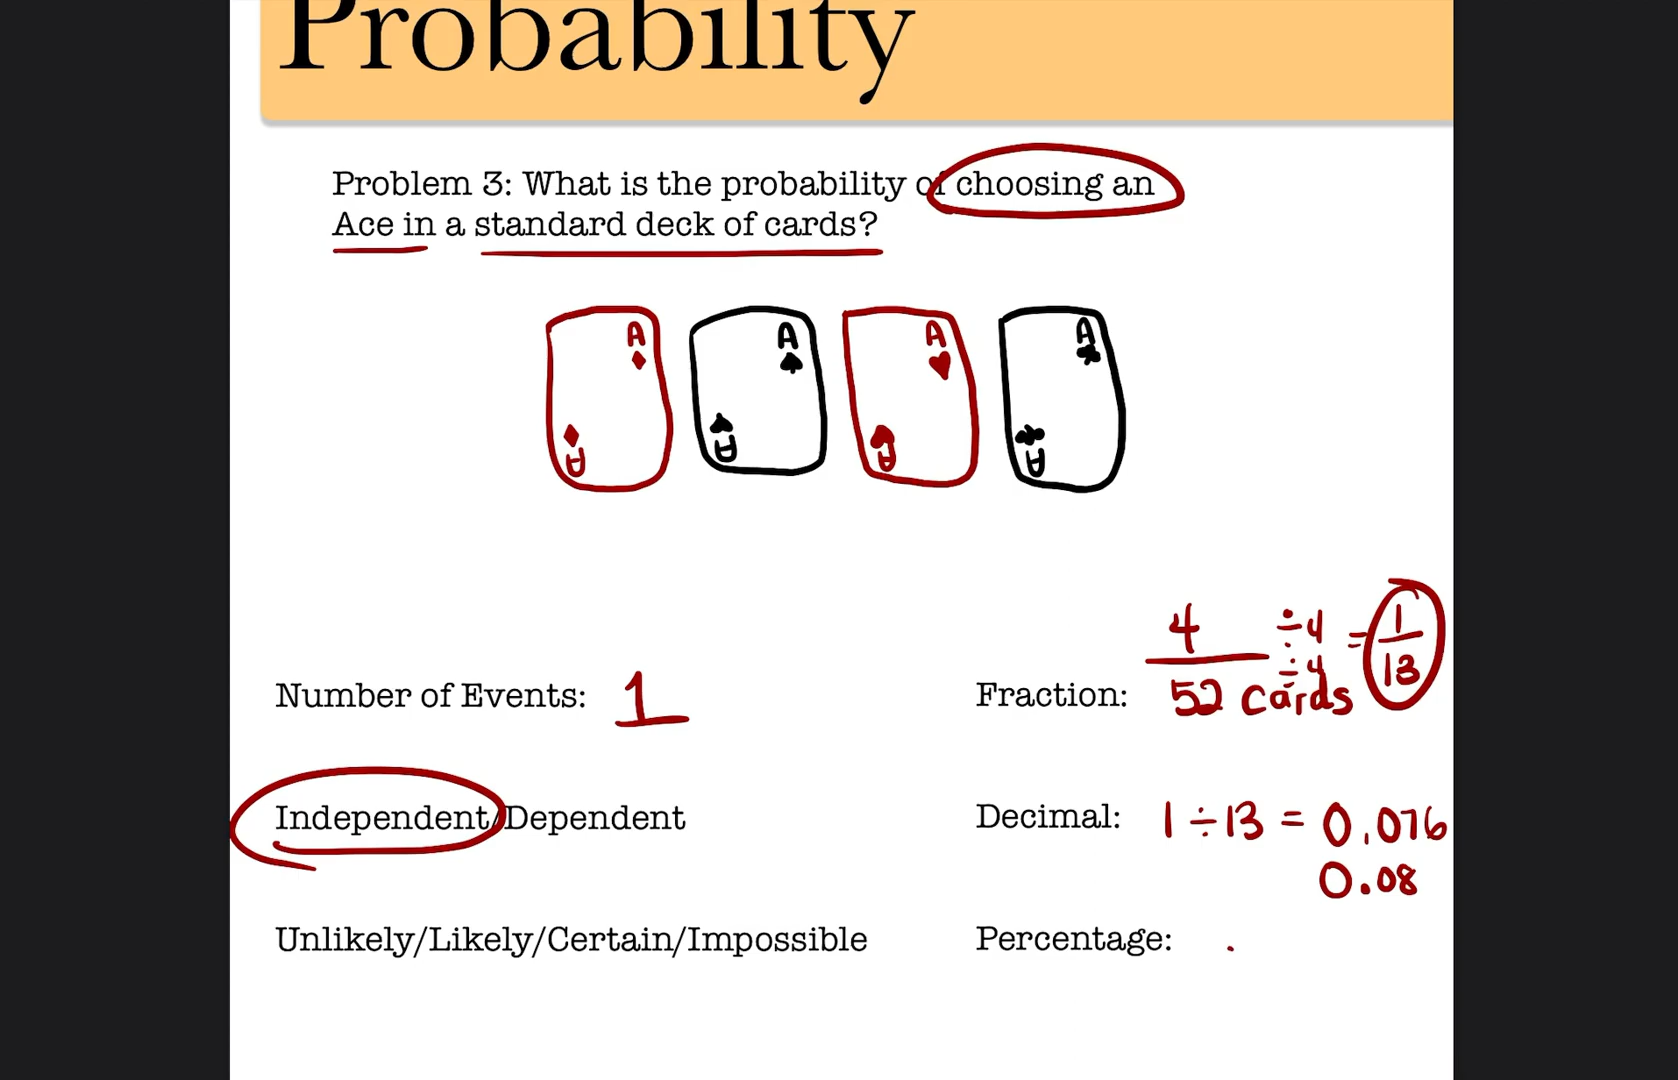 Probability
Problem 3: What is the probability of choosing an
Ace in a standard deck of cards?
A A A A
A A A A
Number of Events: 1
Fraction: 4 ÷4 = 1
52 cards ÷4 13
Independent/Dependent
Decimal: 1 ÷ 13 = 0.076
0.08
Unlikely/Likely/Certain/Impossible
Percentage: .